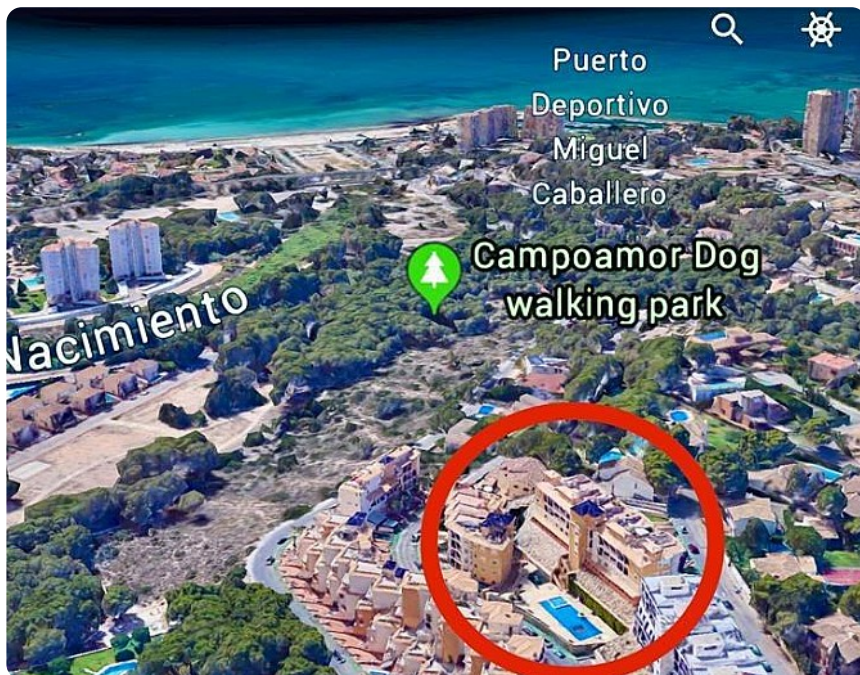 Puerto
Deportivo
Miguel
Caballero
Campoamor Dog
walking park
Nacimiento